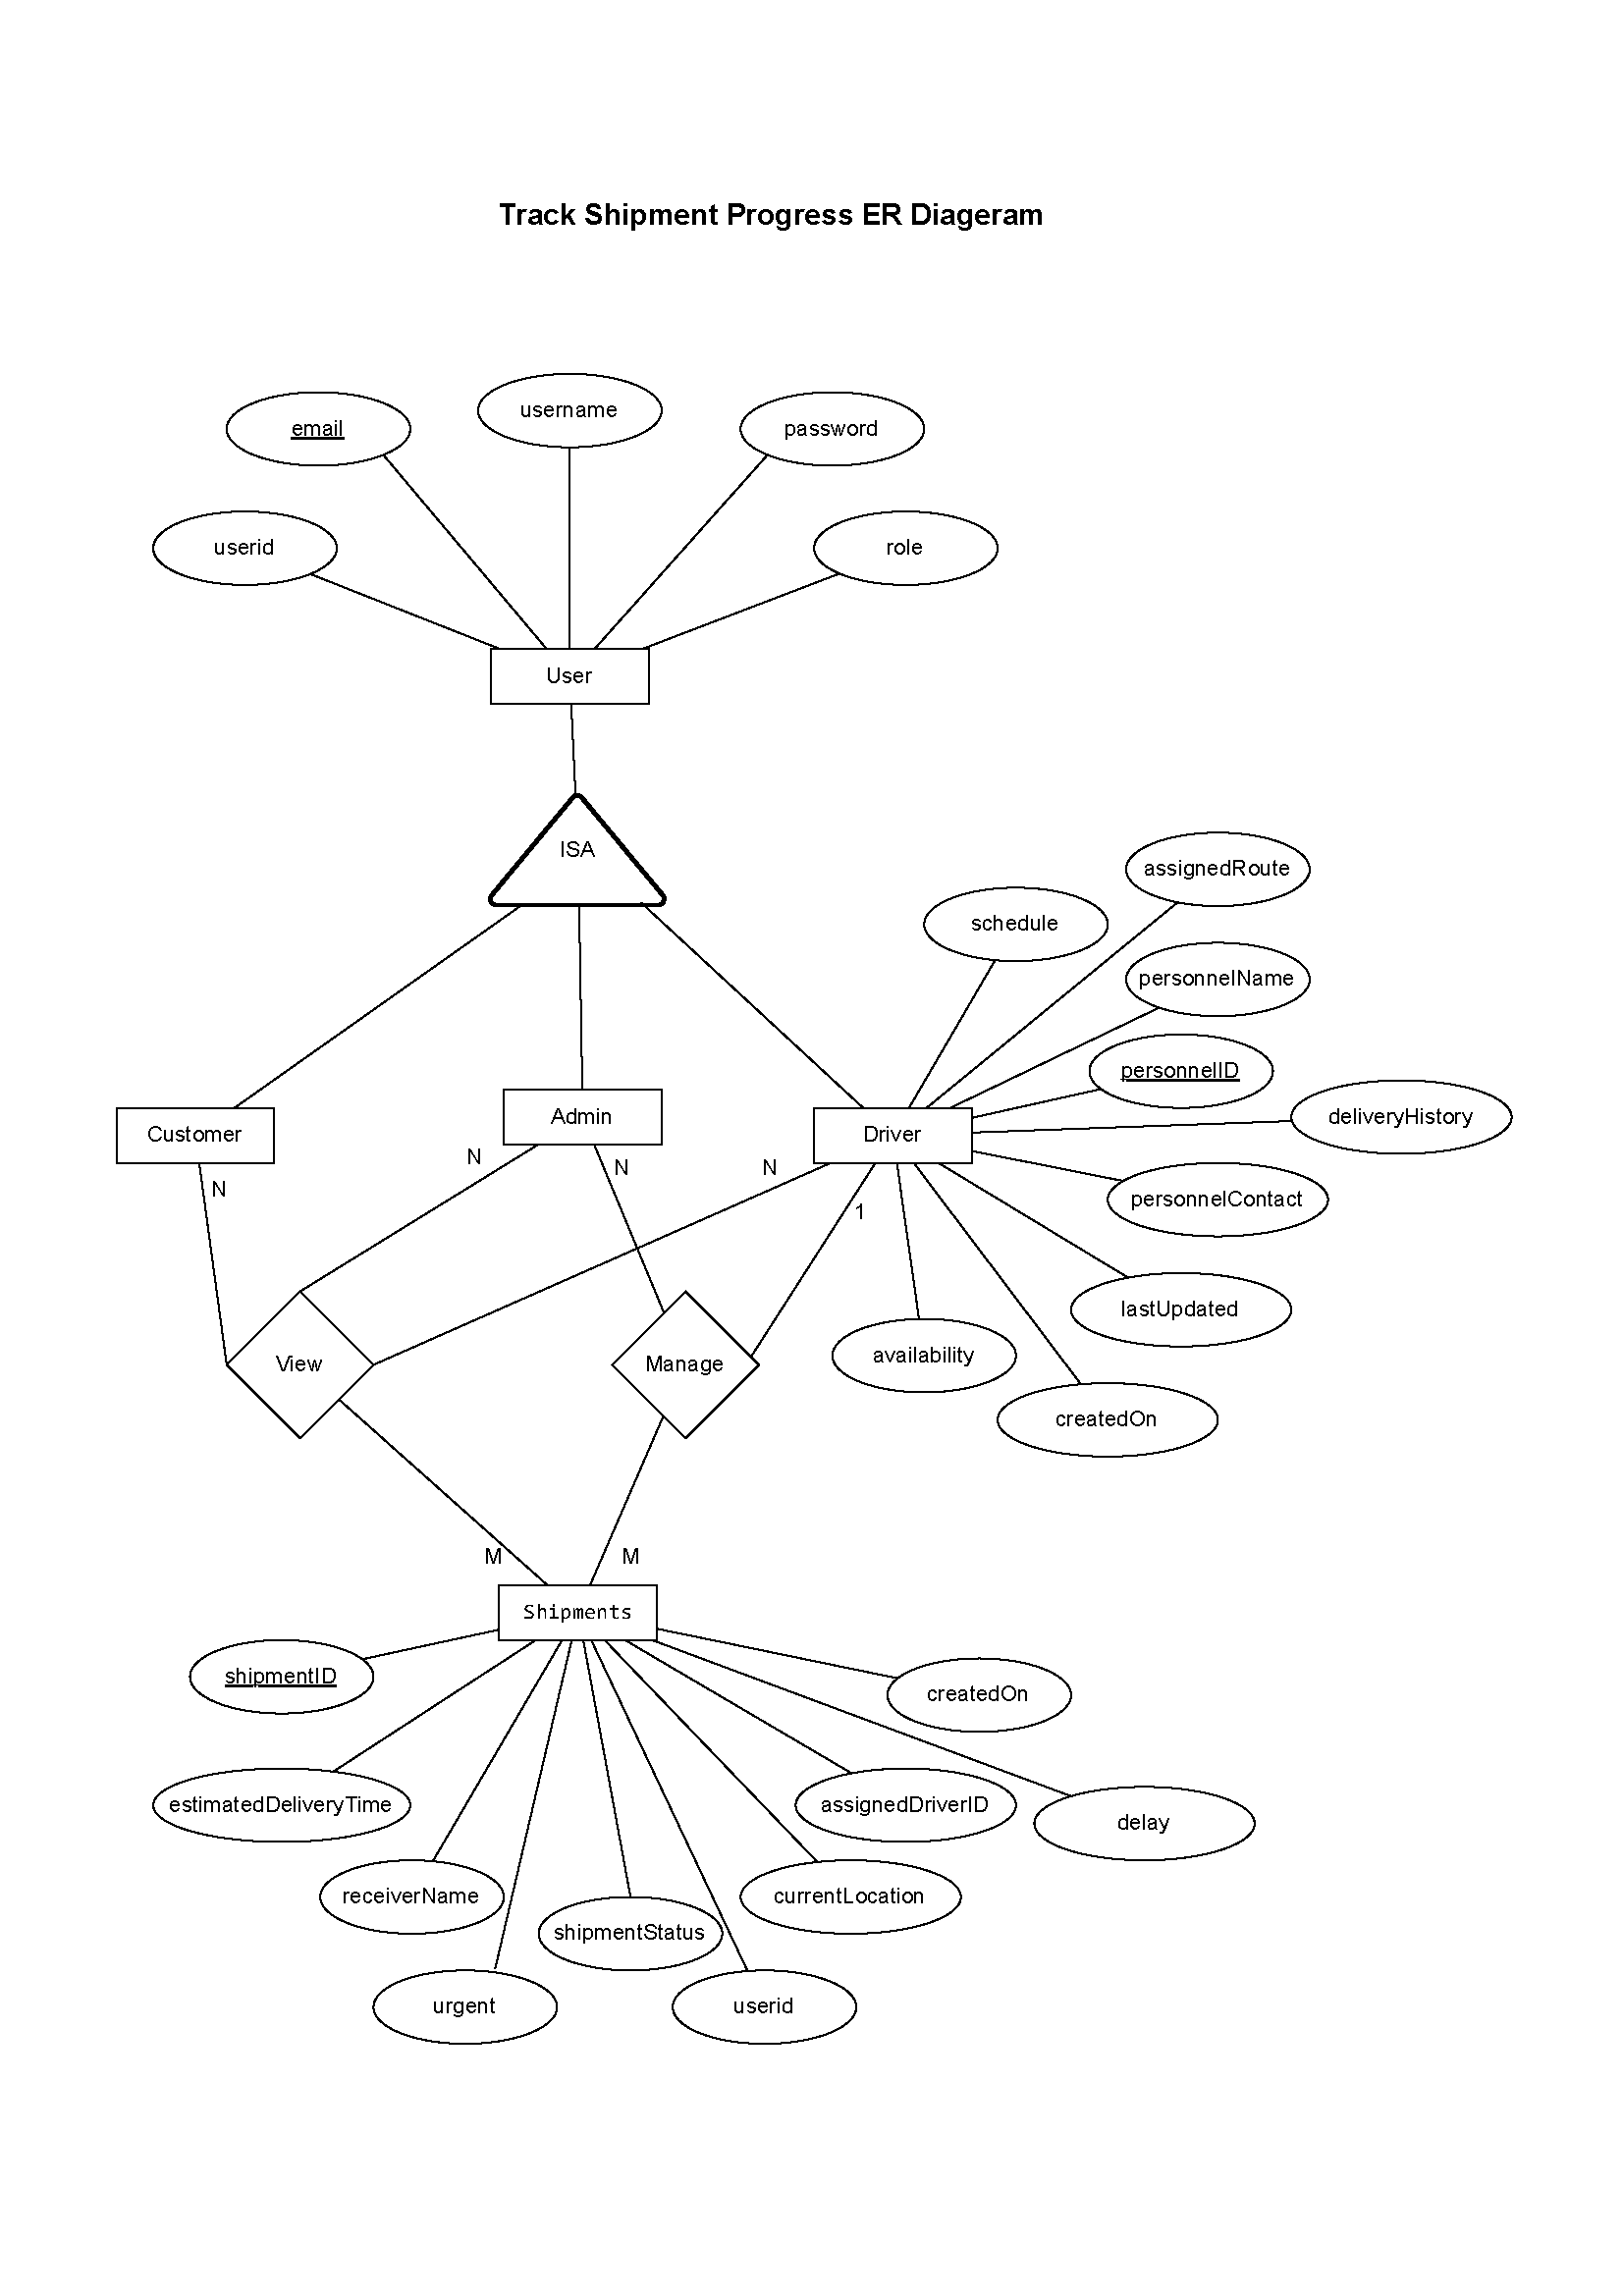 Track Shipment Progress ER Diageram
username
email
password
userid
role
User
ISA
assignedRoute
schedule
personnelName
personnelID
deliveryHistory
Customer
Admin
Driver
N
N
N
N
1
personnelContact
lastUpdated
View
Manage
availability
createdOn
M
M
Shipments
shipmentID
createdOn
estimatedDeliveryTime
assignedDriverID
delay
receiverName
currentLocation
shipmentStatus
urgent
userid